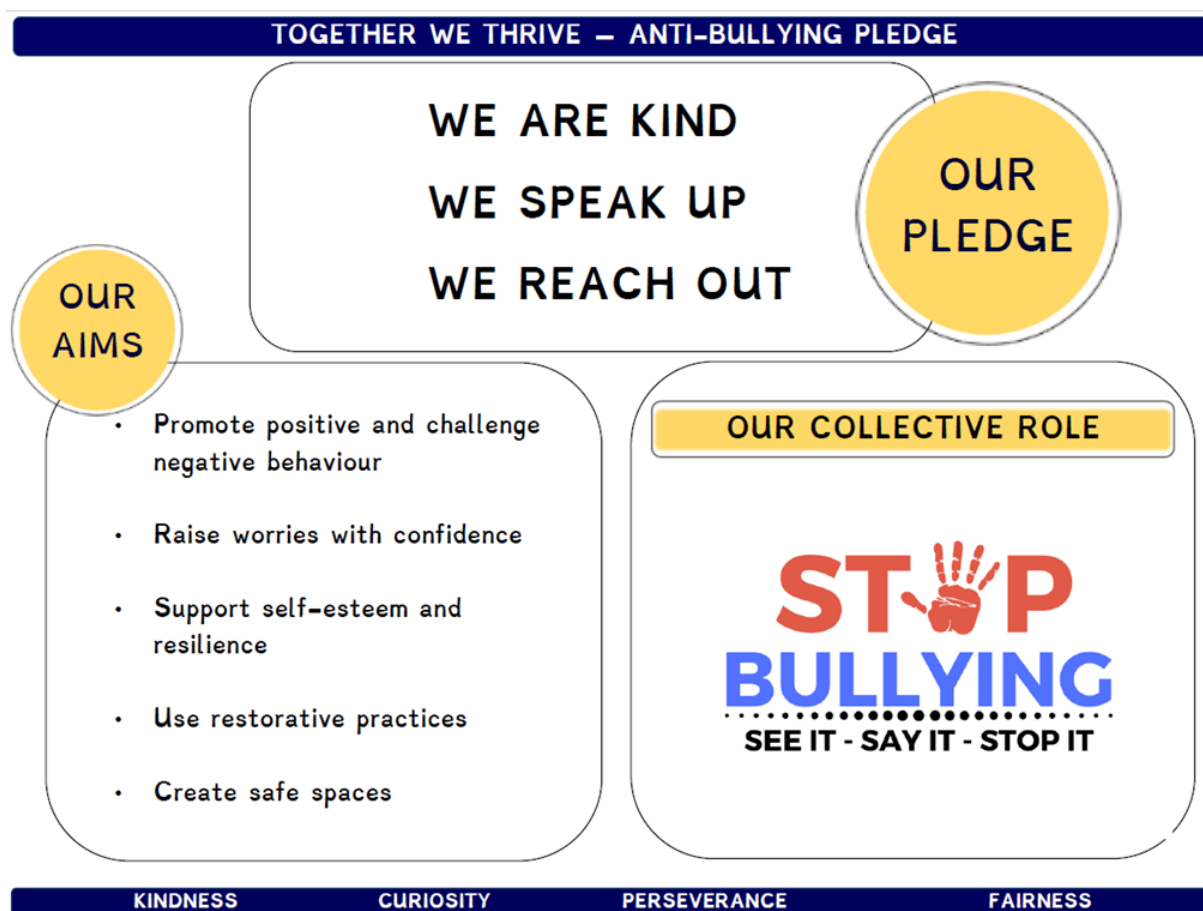 TOGETHER WE THRIVE – ANTI-BULLYING PLEDGE
WE ARE KIND
WE SPEAK UP
WE REACH OUT
OUR
PLEDGE
OUR
AIMS
• Promote positive and challenge
negative behaviour
• Raise worries with confidence
• Support self-esteem and
resilience
• Use restorative practices
• Create safe spaces
OUR COLLECTIVE ROLE
STOP
BULLYING
SEE IT - SAY IT - STOP IT
KINDNESS CURIOSITY PERSEVERANCE FAIRNESS